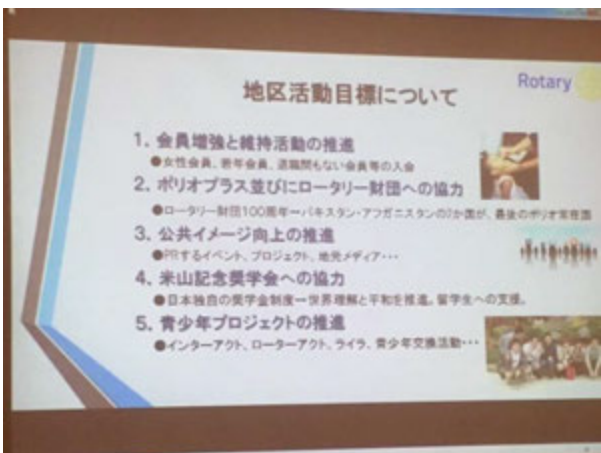 地区活動目標について
Rotary
1、会員増強と維持活動の推進
●女性会員、若年会員、退職間もない会員等の入会
2、ポリオプラス並びにロータリー財団への協力
●ロータリー財団100周年ーパキスタン・アフガニスタンの2か国が、最後のポリオ常在国
3、公共イメージ向上の推進
●PRするイベント、プロジェクト、地元メディア・・・
4、米山記念奨学会への協力
●日本独自の奨学金制度ー世界理解と平和を推進。留学生への支援。
5、青少年プロジェクトの推進
●インターアクト、ローターアクト、ライラ、青少年交換活動・・・